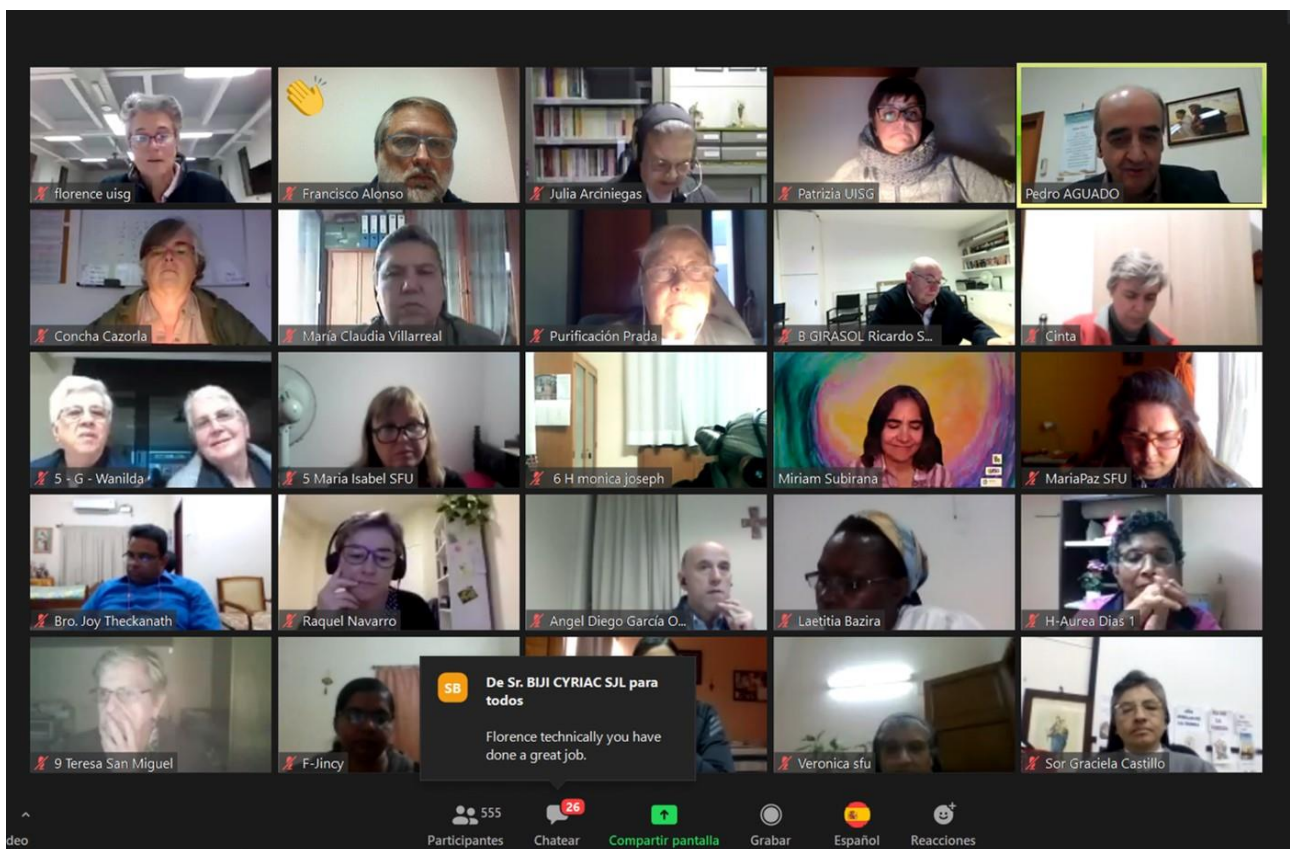 florence uisg
Francisco Alonso
Julia Arciniegas
Patrizia UISG
Pedro AGUADO
Concha Cazorla
María Claudia Villarreal
Purificación Prada
B GIRASOL Ricardo S...
Cinta
5 - G - Wanilda
5 Maria Isabel SFU
6 H monica joseph
Miriam Subirana
MariaPaz SFU
Bro. Joy Theckanath
Raquel Navarro
Angel Diego García O...
Laetitia Bazira
H-Aurea Dias 1
9 Teresa San Miguel
F-Jincy
SB
De Sr. BIJI CYRIAC SJL para
todos
Florence technically you have
done a great job.
Veronica sfu
Sor Graciela Castillo
deo
555
Participantes
26
Chatear
Compartir pantalla
Grabar
Español
Reacciones